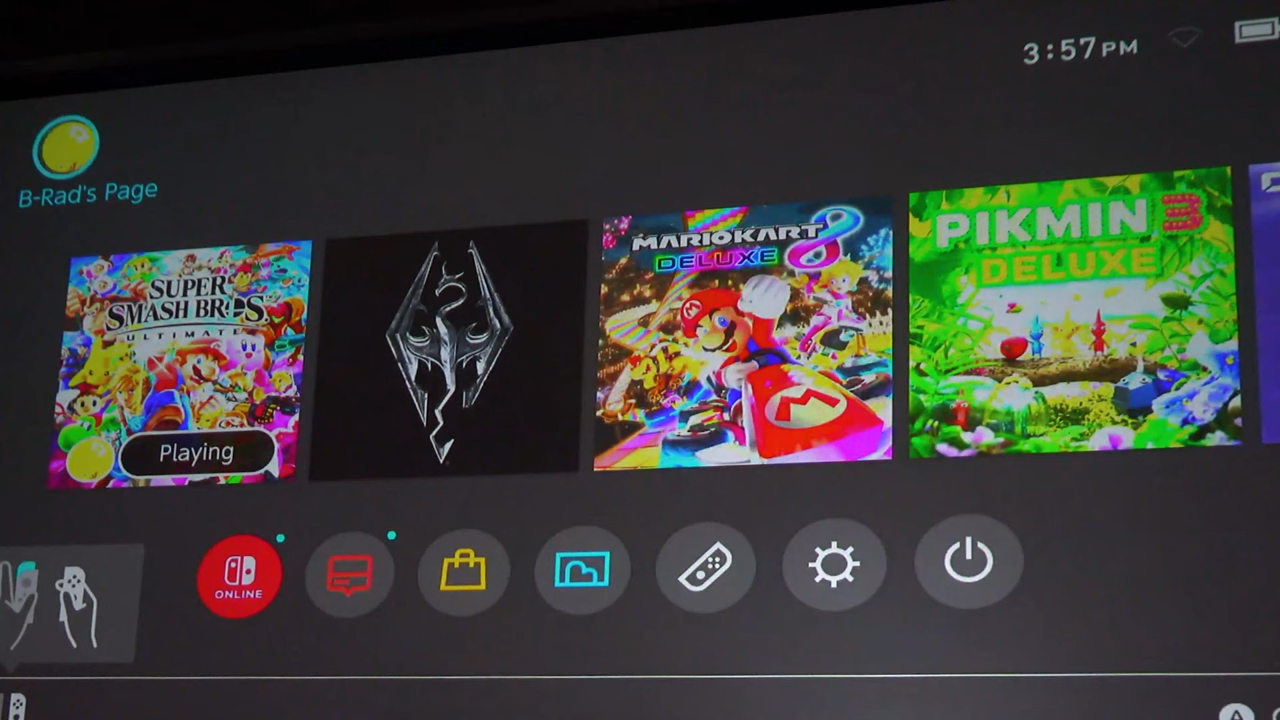 3:57 PM
B-Rad's Page
SUPER
SMASH BROS.
ULTIMATE
Playing
MARIOKART 8
DELUXE
PIKMIN 3
DELUXE
ONLINE
A